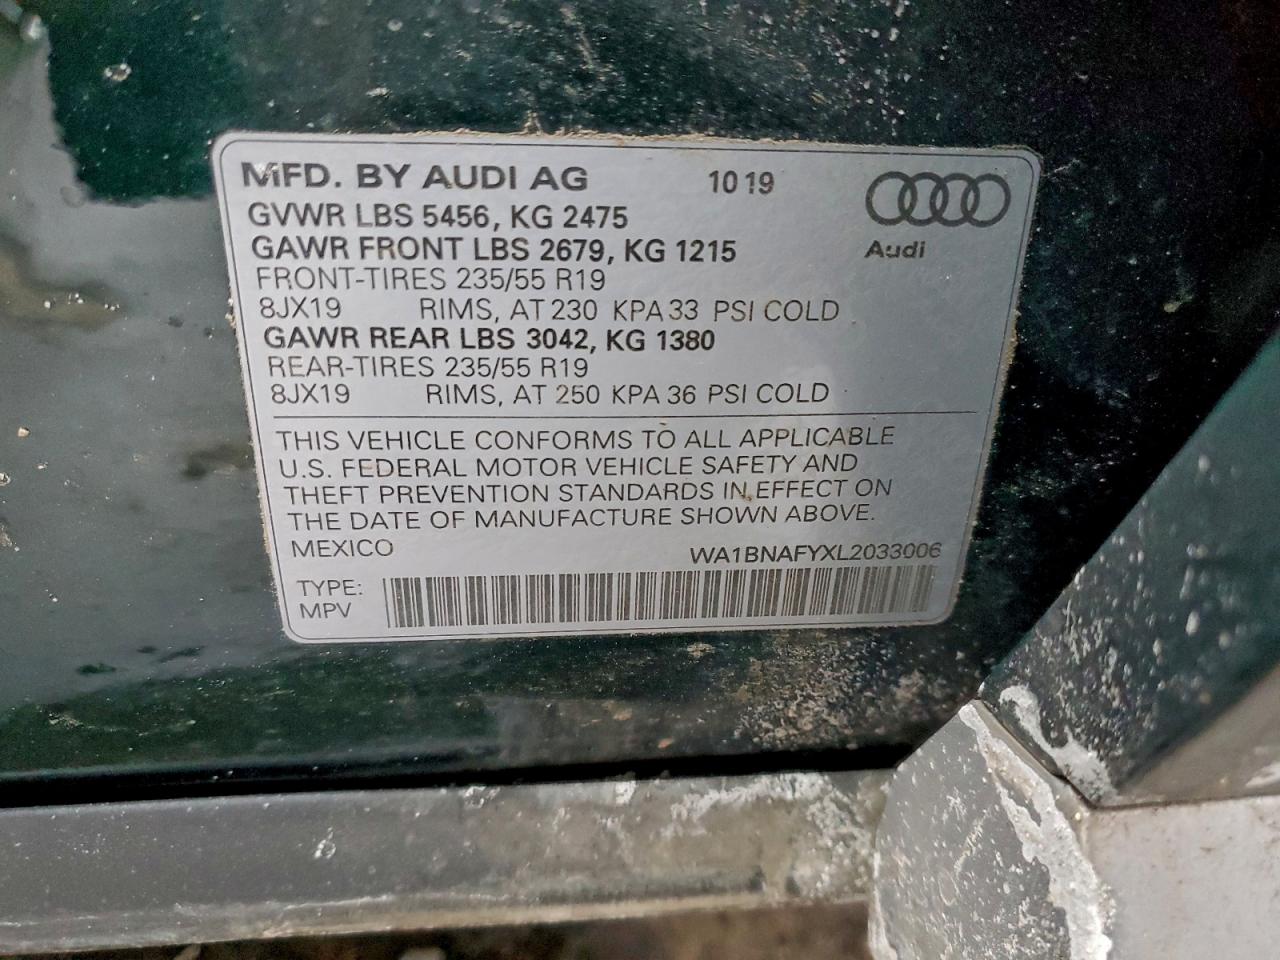 MFD. BY AUDI AG 10 19
GVWR LBS 5456, KG 2475
GAWR FRONT LBS 2679, KG 1215
Audi
FRONT-TIRES 235/55 R19
8JX19 RIMS, AT 230 KPA 33 PSI COLD
GAWR REAR LBS 3042, KG 1380
REAR-TIRES 235/55 R19
8JX19 RIMS, AT 250 KPA 36 PSI COLD
THIS VEHICLE CONFORMS TO ALL APPLICABLE
U.S. FEDERAL MOTOR VEHICLE SAFETY AND
THEFT PREVENTION STANDARDS IN EFFECT ON
THE DATE OF MANUFACTURE SHOWN ABOVE.
MEXICO WA1BNAFYXL2033006
TYPE:
MPV